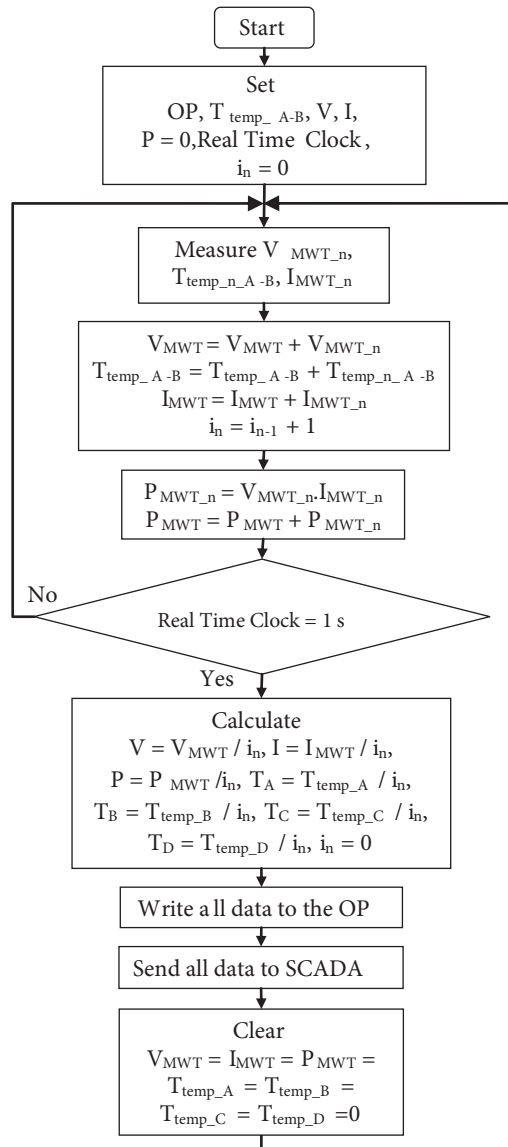 Start
Set
OP, T temp_ A-B, V, I,
P = 0,Real Time Clock,
in = 0
Measure V MWT_n,
Ttemp_n_A-B, IMWT_n
VMWT= VMWT + VMWT_n
Ttemp_ A-B = Ttemp_ A-B + Ttemp_n_ A-B
IMWT= IMWT + IMWT_n
in = in-1 + 1
PMWT_n = VMWT_n.IMWT_n
PMWT = PMWT + PMWT_n
No
Real Time Clock = 1 s
Yes
Calculate
V = VMWT / in, I = IMWT / in,
P = P MWT /in, TA = Ttemp_A / in,
TB = Ttemp_B / in, TC = Ttemp_C / in,
TD = Ttemp_D / in, in = 0
Write all data to the OP
Send all data to SCADA
Clear
VMWT = IMWT = PMWT =
Ttemp_A = Ttemp_B =
Ttemp_C = Ttemp_D =0